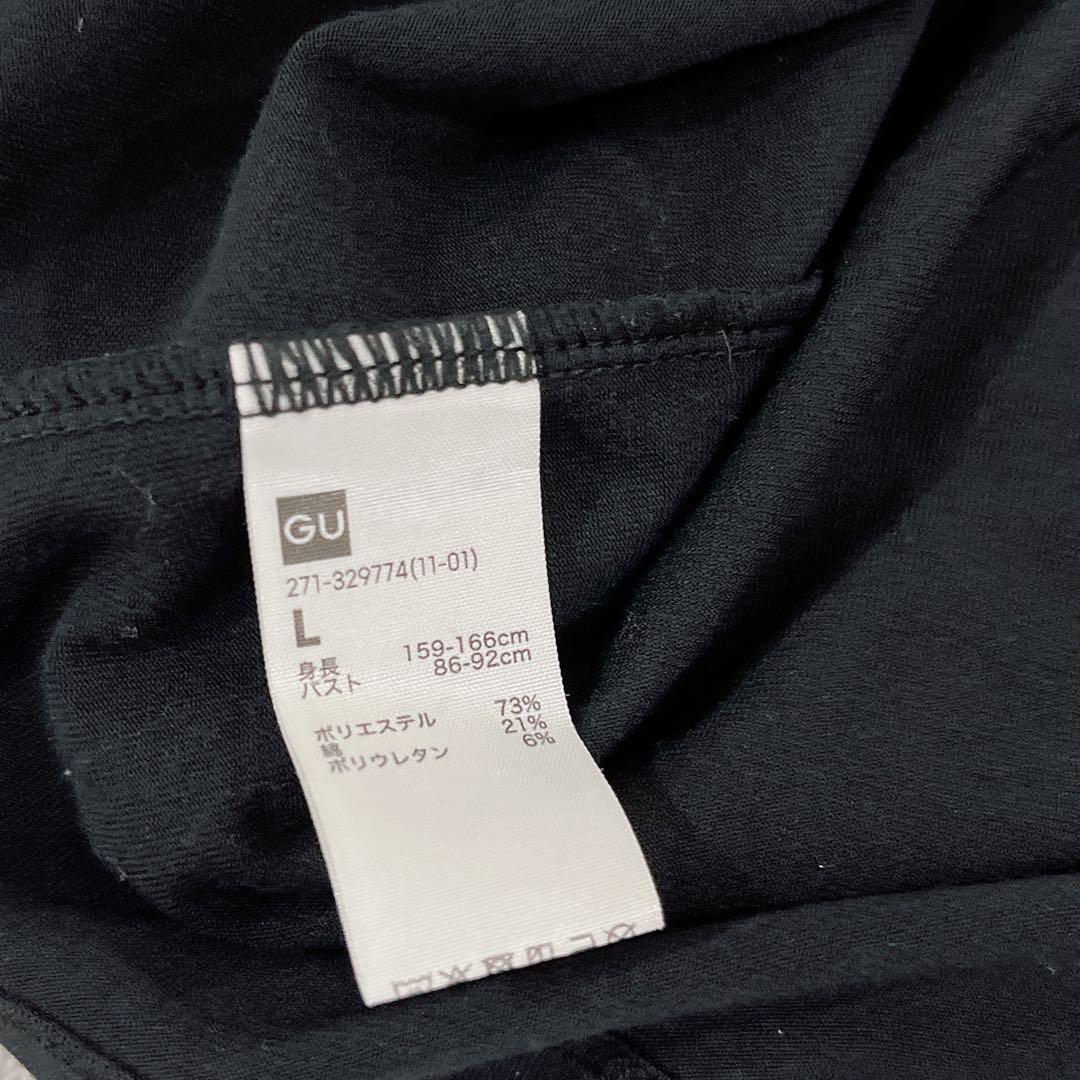 GU
271-329774(11-01)
L
身長 159-166cm
バスト 86-92cm
ポリエステル 73%
綿 21%
ポリウレタン 6%